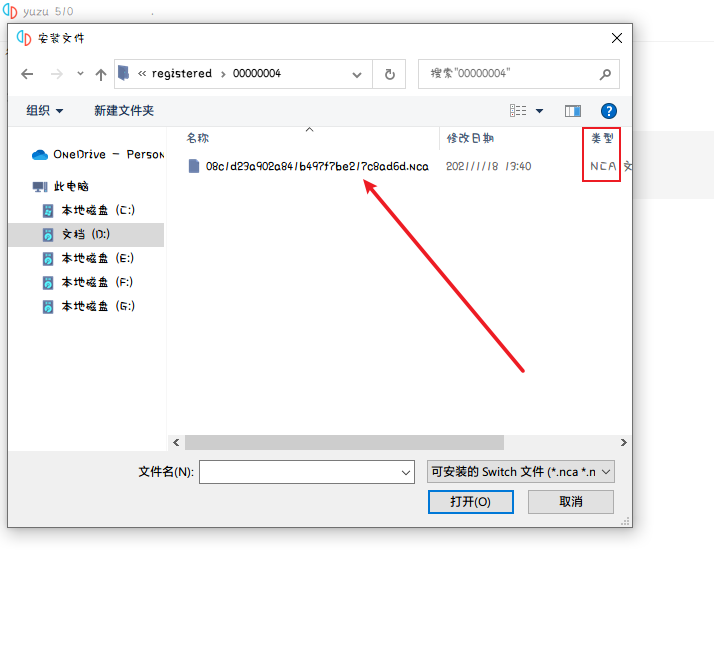 yuzu 510
安装文件
« registered › 00000004
搜索"00000004"
组织
新建文件夹
名称
修改日期
类型
08c1d23a902a841b497f7be217c8ad6d.nca
2021/1/18 13:40
NCA 文
OneDrive - Person
此电脑
本地磁盘 (C:)
文档 (D:)
本地磁盘 (E:)
本地磁盘 (F:)
本地磁盘 (G:)
文件名(N):
可安装的 Switch 文件 (*.nca *.n
打开(O)
取消